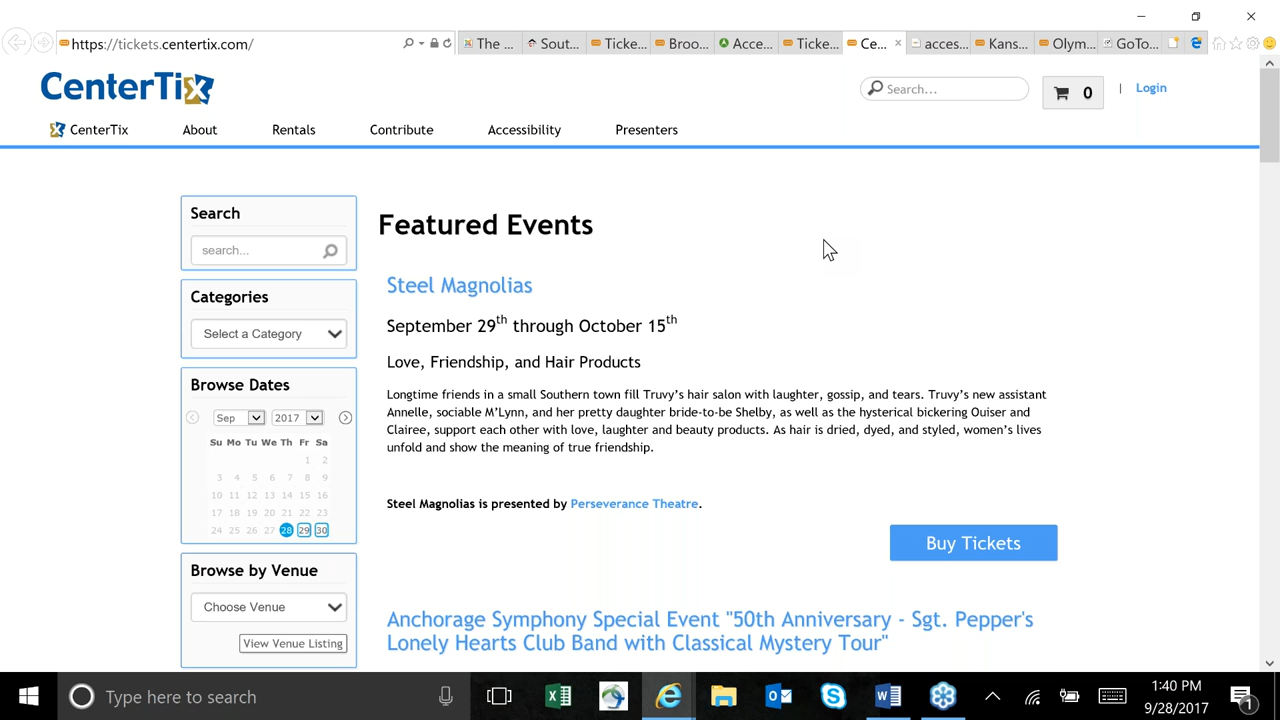 https://tickets.centertix.com/
The ...
Sout...
Ticke...
Broo...
Acce...
Ticke...
Ce...
acces...
Kans...
Olym...
GoTo...
CenterTix
Search...
0
|
Login
CenterTix
About
Rentals
Contribute
Accessibility
Presenters
Search
search...
Categories
Select a Category
Browse Dates
Sep
2017
Su Mo Tu We Th Fr Sa
1 2
3 4 5 6 7 8 9
10 11 12 13 14 15 16
17 18 19 20 21 22 23
24 25 26 27 28 29 30
Browse by Venue
Choose Venue
View Venue Listing
Featured Events
Steel Magnolias
September 29th through October 15th
Love, Friendship, and Hair Products
Longtime friends in a small Southern town fill Truvy’s hair salon with laughter, gossip, and tears. Truvy’s new assistant
Annelle, sociable M’Lynn, and her pretty daughter bride-to-be Shelby, as well as the hysterical bickering Ouiser and
Clairee, support each other with love, laughter and beauty products. As hair is dried, dyed, and styled, women’s lives
unfold and show the meaning of true friendship.
Steel Magnolias is presented by Perseverance Theatre.
Buy Tickets
Anchorage Symphony Special Event "50th Anniversary - Sgt. Pepper's
Lonely Hearts Club Band with Classical Mystery Tour"
Type here to search
1:40 PM
9/28/2017
1